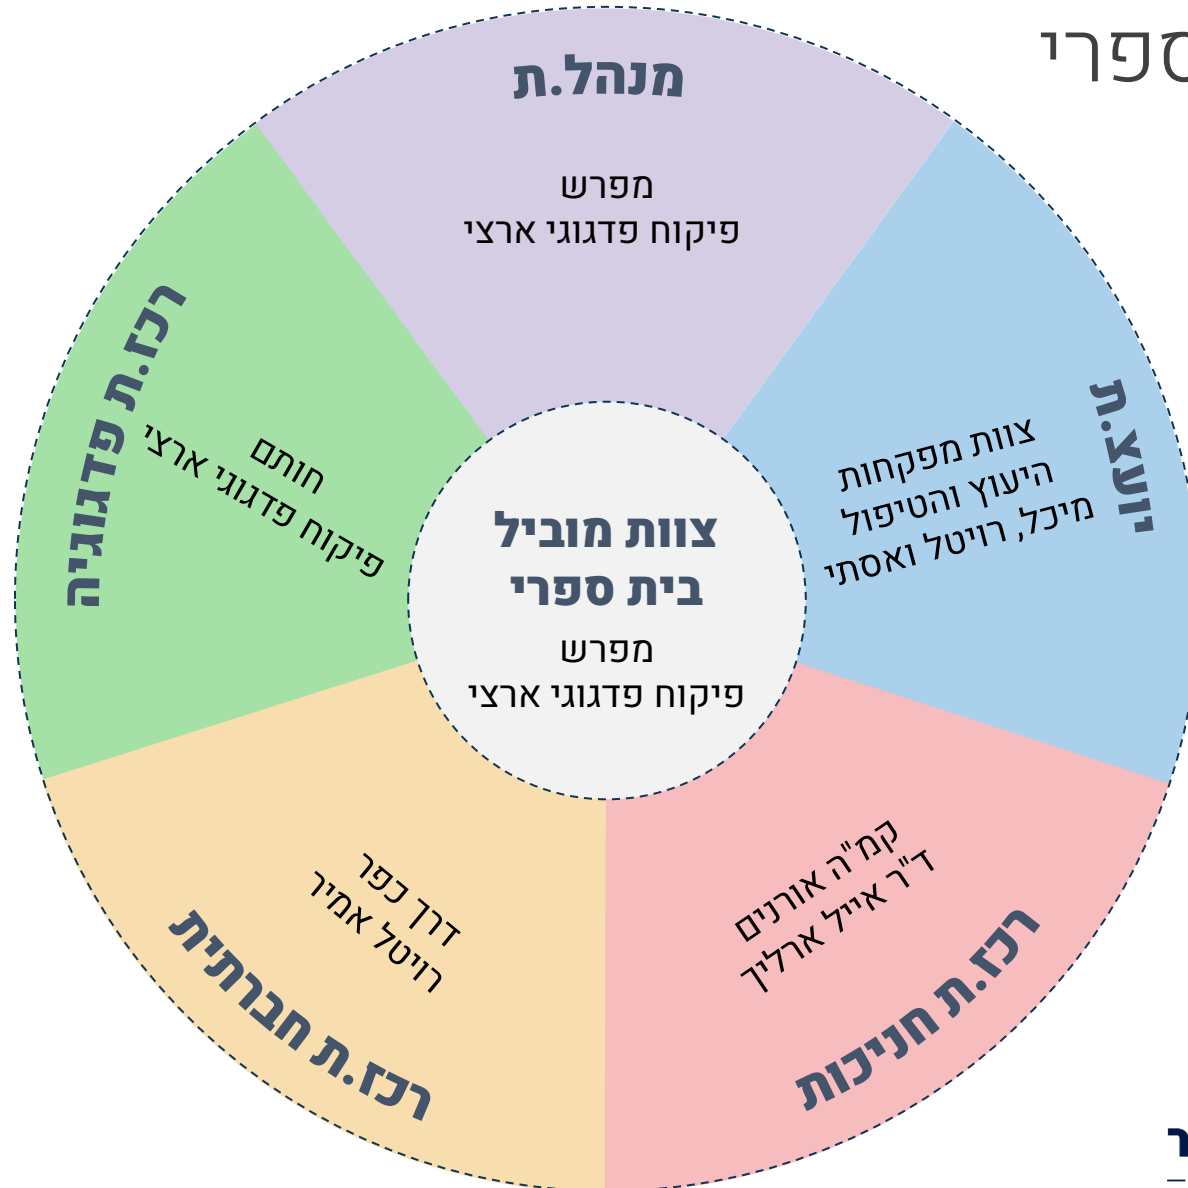 ספרי
מנהל.ת
מפרש
פיקוח פדגוגי ארצי
יועצ.ת
צוות מפקחות
היעוץ והטיפול
מיכל, רויטל ואסתי
רכז.ת פדגוגיה
חותם
פיקוח פדגוגי ארצי
צוות מוביל
בית ספרי
מפרש
פיקוח פדגוגי ארצי
רכז.ת חניכות
קמ"ה אורנים
ד"ר אייל ארליך
רכז.ת חברתית
דרך כפר
רויטל אמיר